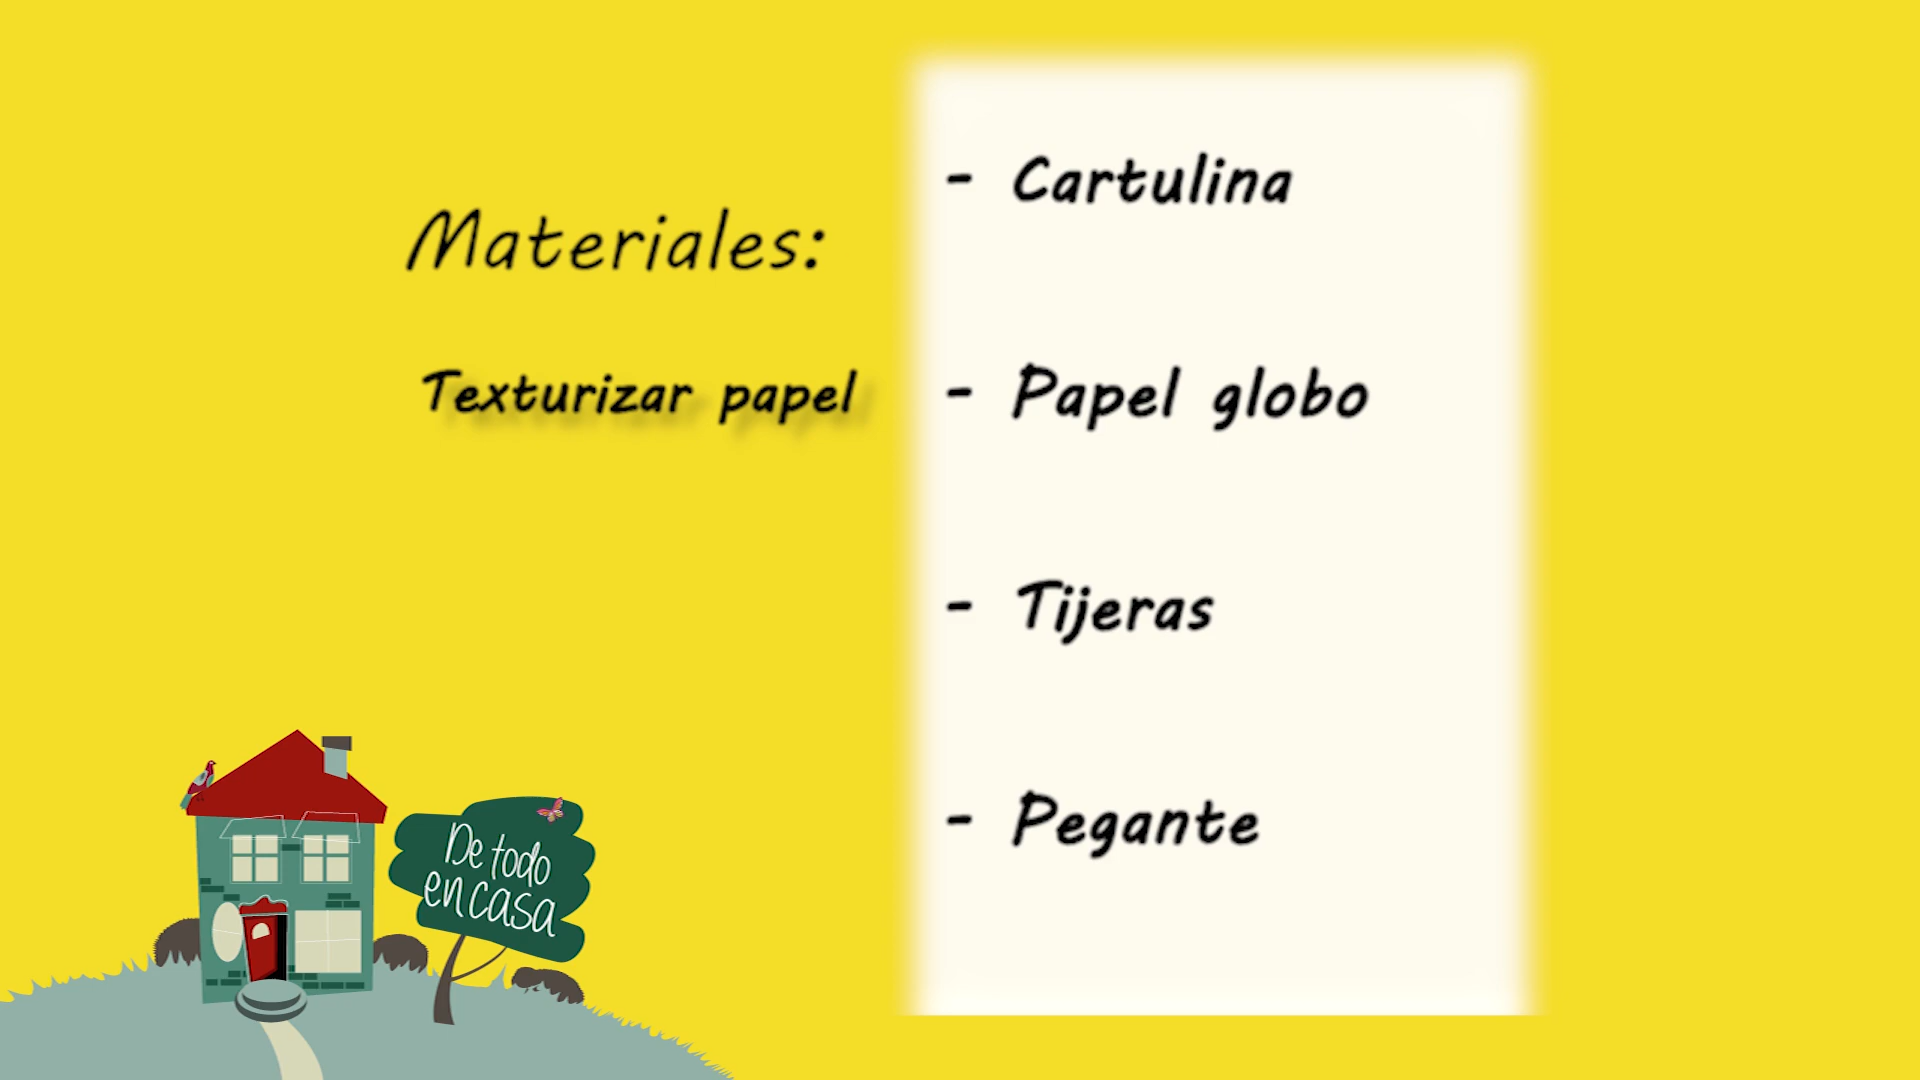 Materiales:
Texturizar papel
- Cartulina
- Papel globo
- Tijeras
- Pegante
De todo
en casa